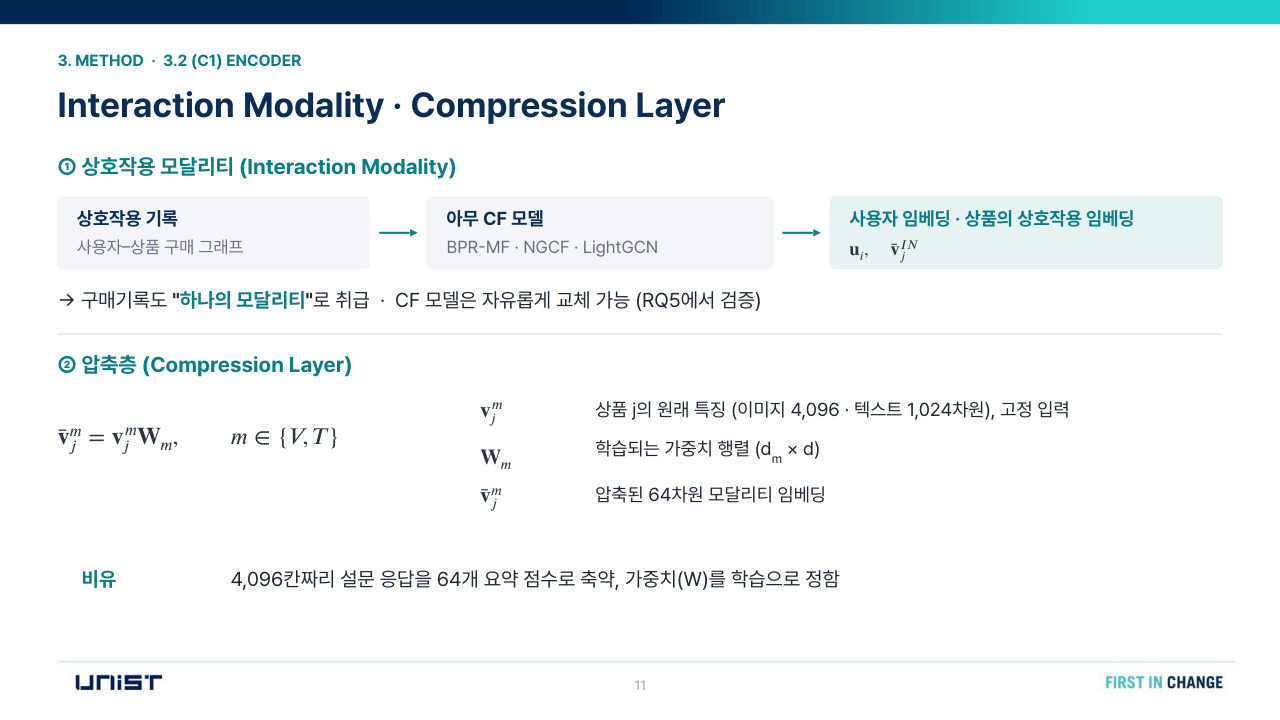 3. METHOD · 3.2 (C1) ENCODER
Interaction Modality · Compression Layer
① 상호작용 모달리티 (Interaction Modality)
상호작용 기록
사용자–상품 구매 그래프
아무 CF 모델
BPR-MF · NGCF · LightGCN
사용자 임베딩 · 상품의 상호작용 임베딩
u_i, v̄_j^{IN}
→ 구매기록도 "하나의 모달리티"로 취급 · CF 모델은 자유롭게 교체 가능 (RQ5에서 검증)
② 압축층 (Compression Layer)
v̄_j^m = v_j^m W_m, m ∈ {V, T}
v_j^m 상품 j의 원래 특징 (이미지 4,096 · 텍스트 1,024차원), 고정 입력
W_m 학습되는 가중치 행렬 (d_m × d)
v̄_j^m 압축된 64차원 모달리티 임베딩
비유 4,096칸짜리 설문 응답을 64개 요약 점수로 축약, 가중치(W)를 학습으로 정함
UNIST
11
FIRST IN CHANGE